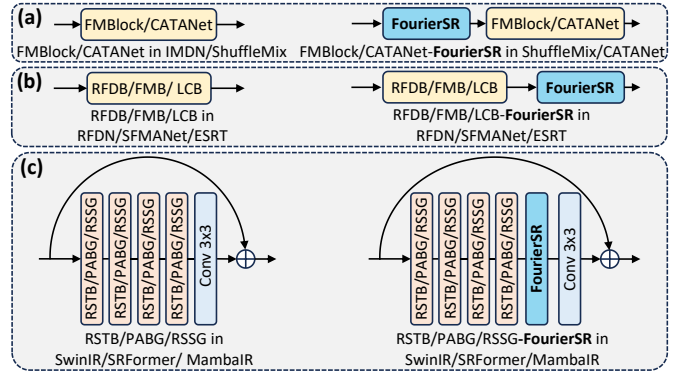 (a)
FMBlock/CATANet
FMBlock/CATANet in IMDN/ShuffleMix
FourierSR
FMBlock/CATANet
FMBlock/CATANet-FourierSR in ShuffleMix/CATANet
(b)
RFDB/FMB/ LCB
RFDB/FMB/LCB in
RFDN/SFMANet/ESRT
RFDB/FMB/LCB
FourierSR
RFDB/FMB/LCB-FourierSR in
RFDN/SFMANet/ESRT
(c)
RSTB/PABG/RSSG
RSTB/PABG/RSSG
RSTB/PABG/RSSG
RSTB/PABG/RSSG
Conv 3x3
RSTB/PABG/RSSG in
SwinIR/SRFormer/ MambaIR
RSTB/PABG/RSSG
RSTB/PABG/RSSG
RSTB/PABG/RSSG
RSTB/PABG/RSSG
FourierSR
Conv 3x3
RSTB/PABG/RSSG-FourierSR in
SwinIR/SRFormer/MambaIR